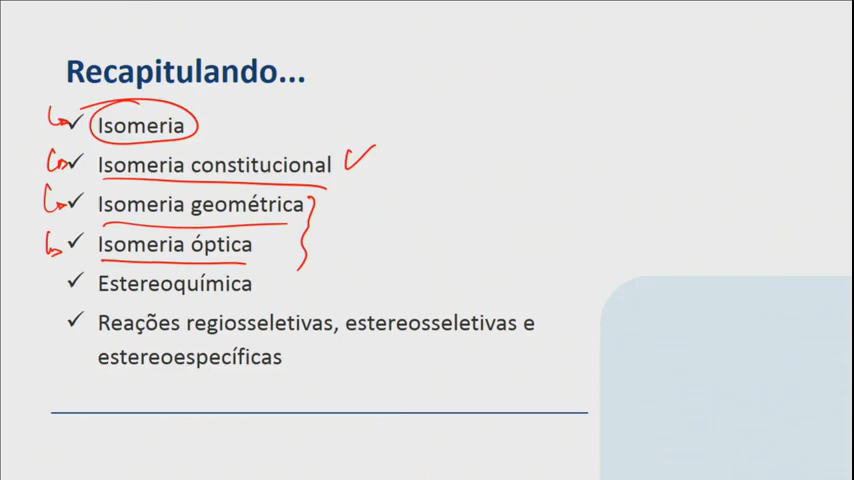 Recapitulando...
✓ Isomeria
✓ Isomeria constitucional ✓
✓ Isomeria geométrica
✓ Isomeria óptica
✓ Estereoquímica
✓ Reações regiosseletivas, estereosseletivas e
estereoespecíficas